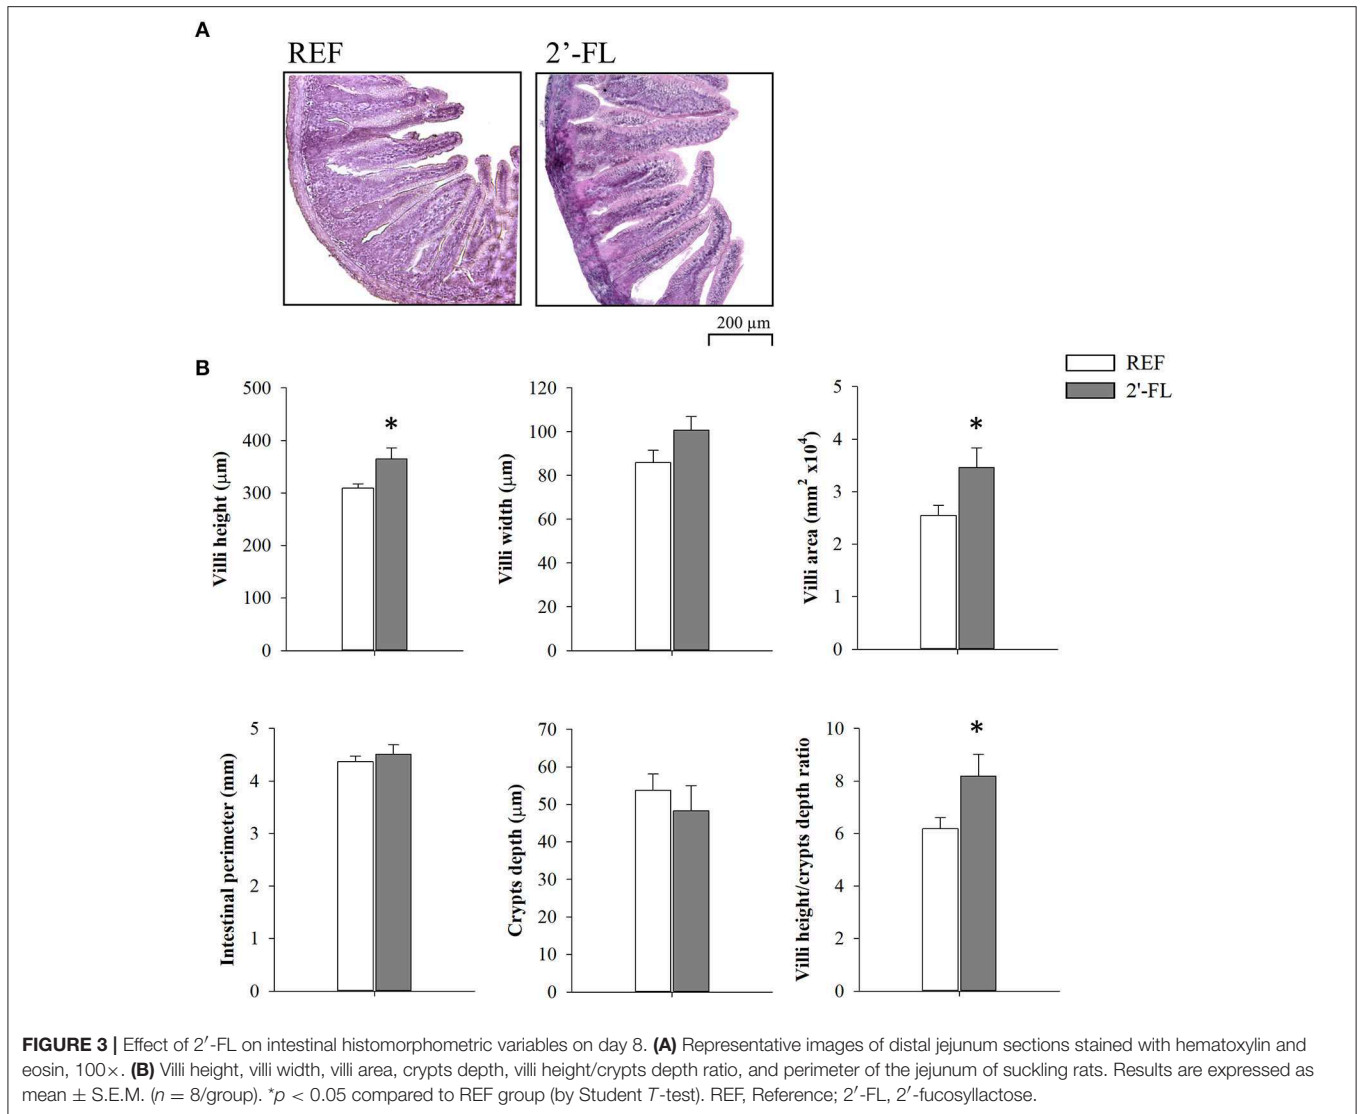 A
REF
2’-FL
200 µm
B
REF
2'-FL
500
400
300
200
100
0
Villi height (µm)
*
120
100
80
60
40
20
0
Villi width (µm)
5
4
3
2
1
0
Villi area (mm² x10⁴)
*
5
4
3
2
1
0
Intestinal perimeter (mm)
70
60
50
40
30
20
10
0
Crypts depth (µm)
10
8
6
4
2
0
Villi height/crypts depth ratio
*
FIGURE 3 | Effect of 2′-FL on intestinal histomorphometric variables on day 8. (A) Representative images of distal jejunum sections stained with hematoxylin and
eosin, 100×. (B) Villi height, villi width, villi area, crypts depth, villi height/crypts depth ratio, and perimeter of the jejunum of suckling rats. Results are expressed as
mean ± S.E.M. (n = 8/group). *p < 0.05 compared to REF group (by Student T-test). REF, Reference; 2′-FL, 2′-fucosyllactose.